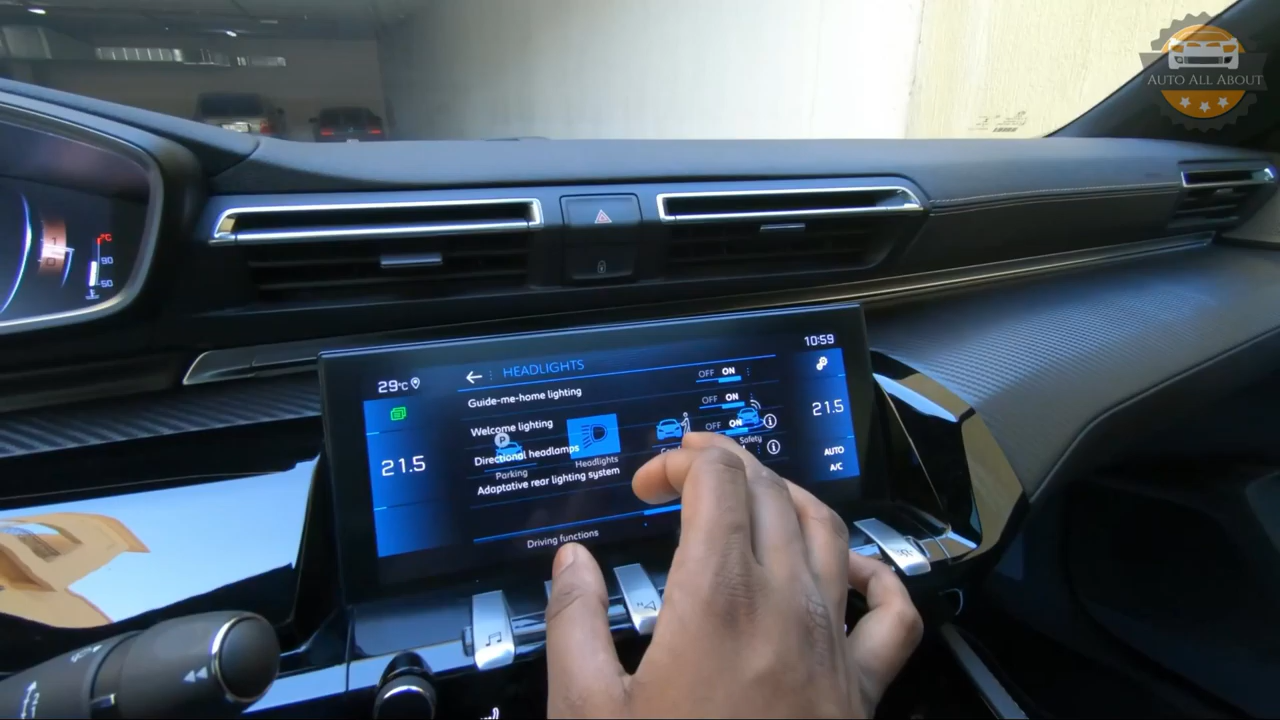 AUTO ALL ABOUT
°C
90
50
10:59
29°C
HEADLIGHTS
OFF ON
Guide-me-home lighting
OFF ON
Welcome lighting
OFF ON
Directional headlamps
Parking
Headlights
Safety
Adaptative rear lighting system
Driving functions
21.5
21.5
AUTO
A/C